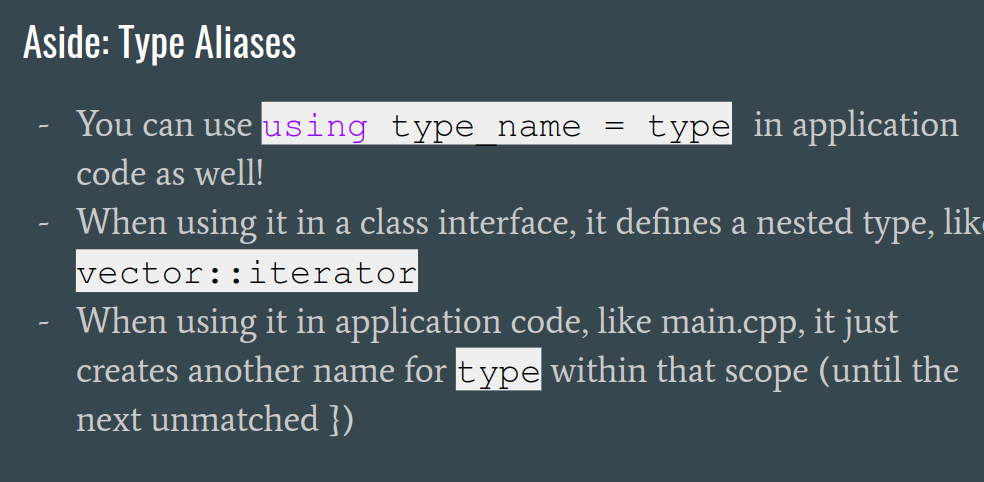 Aside: Type Aliases
- You can use using type_name = type in application
code as well!
- When using it in a class interface, it defines a nested type,
vector::iterator
- When using it in application code, like main.cpp, it just
creates another name for type within that scope (until the
next unmatched })